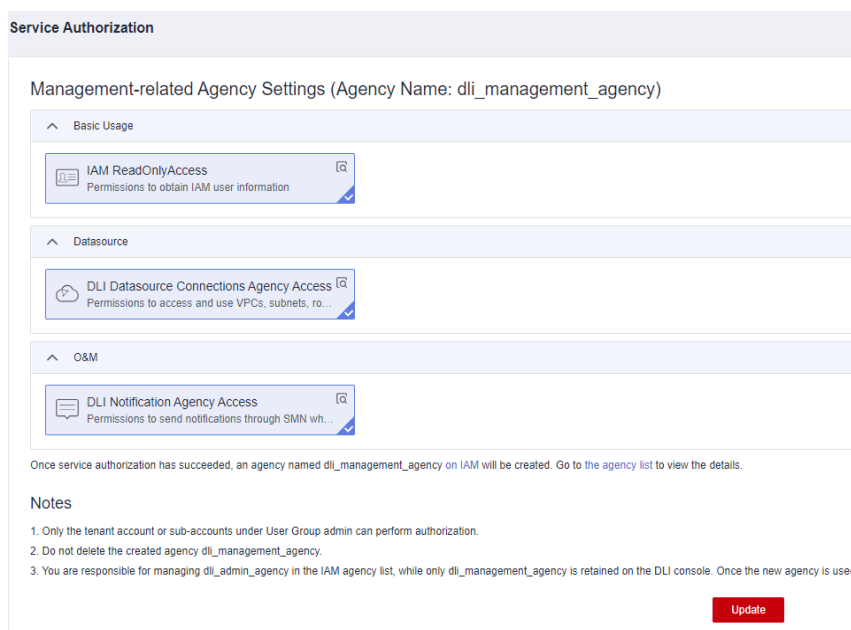 Service Authorization
Management-related Agency Settings (Agency Name: dli_management_agency)
Basic Usage
IAM ReadOnlyAccess
Permissions to obtain IAM user information
Datasource
DLI Datasource Connections Agency Access
Permissions to access and use VPCs, subnets, ro...
O&M
DLI Notification Agency Access
Permissions to send notifications through SMN wh...
Once service authorization has succeeded, an agency named dli_management_agency on IAM will be created. Go to the agency list to view the details.
Notes
1. Only the tenant account or sub-accounts under User Group admin can perform authorization.
2. Do not delete the created agency dli_management_agency.
3. You are responsible for managing dli_admin_agency in the IAM agency list, while only dli_management_agency is retained on the DLI console. Once the new agency is use
Update